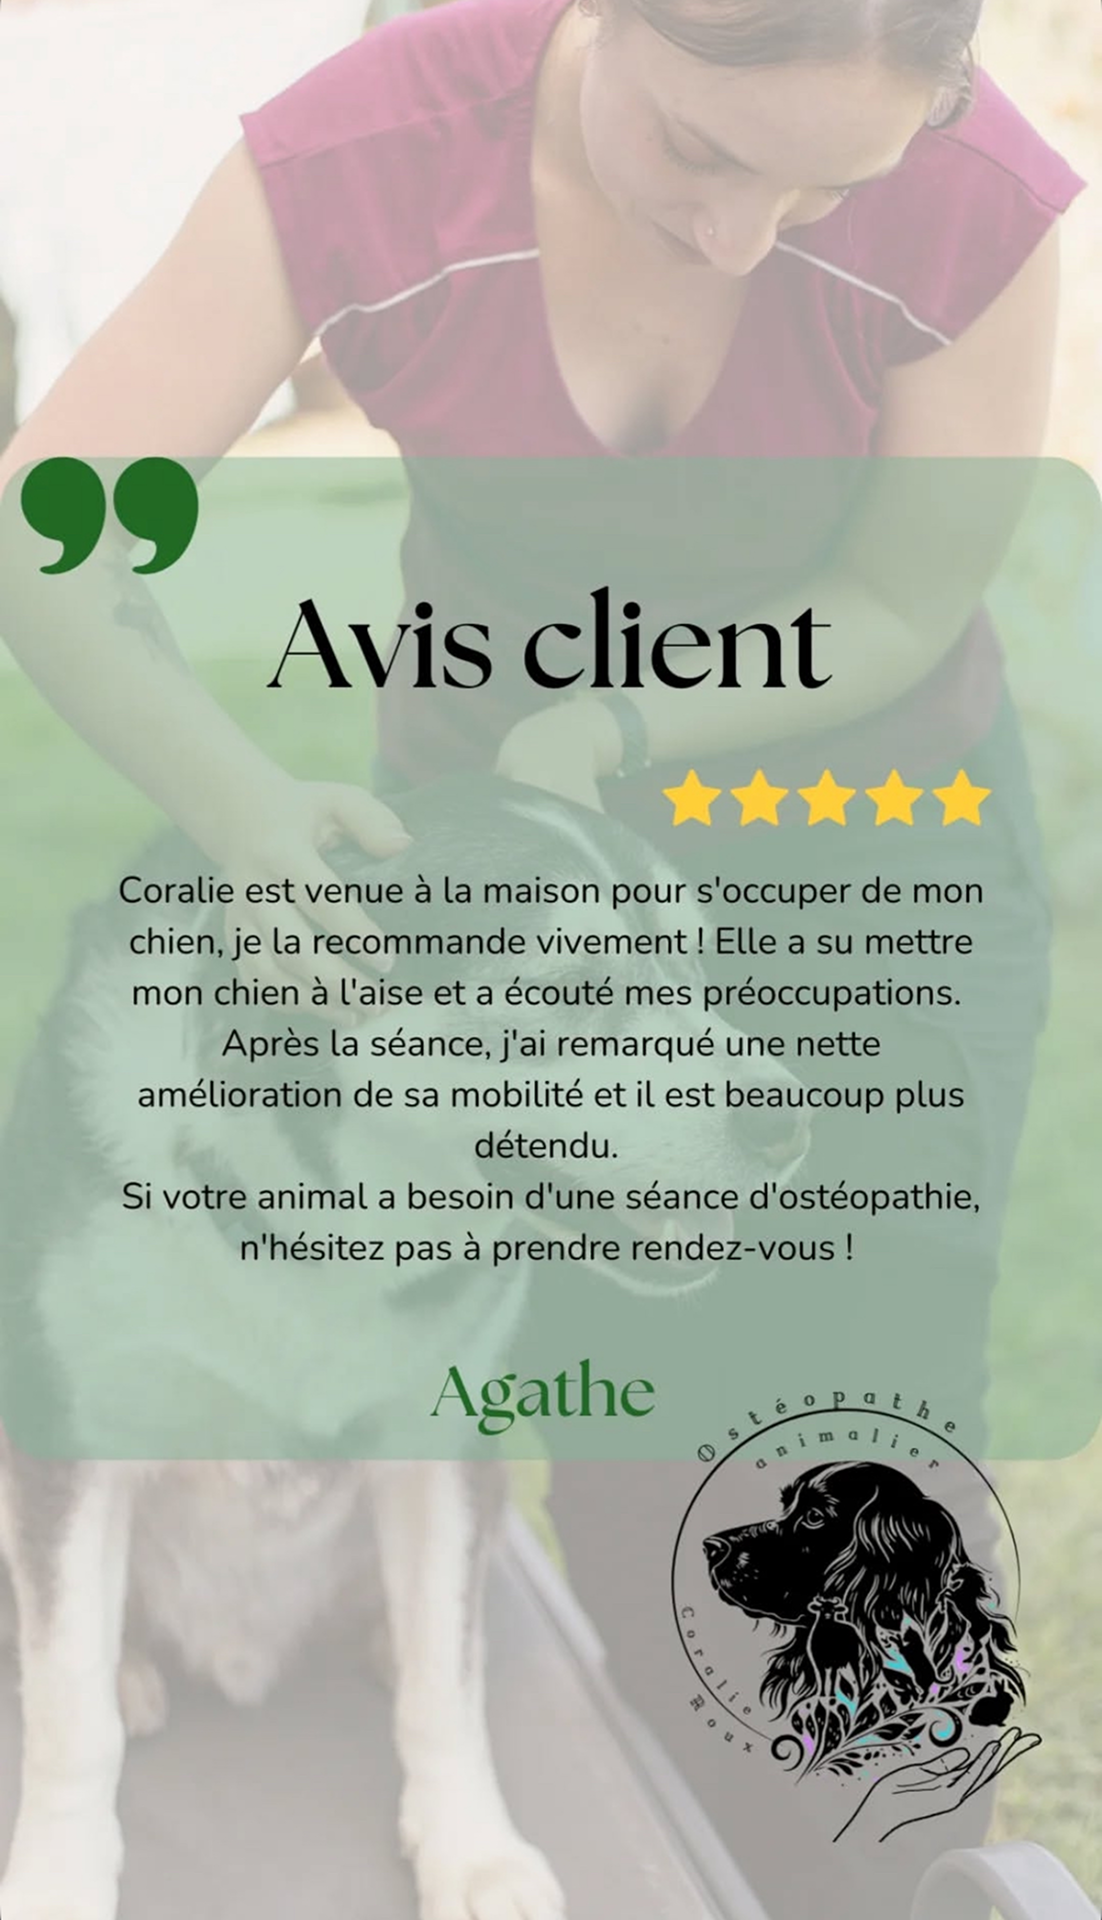 Avis client
Coralie est venue à la maison pour s'occuper de mon
chien, je la recommande vivement ! Elle a su mettre
mon chien à l'aise et a écouté mes préoccupations.
Après la séance, j'ai remarqué une nette
amélioration de sa mobilité et il est beaucoup plus
détendu.
Si votre animal a besoin d'une séance d'ostéopathie,
n'hésitez pas à prendre rendez-vous !
Agathe
Ostéopathe
animalier
Coralie
Roux